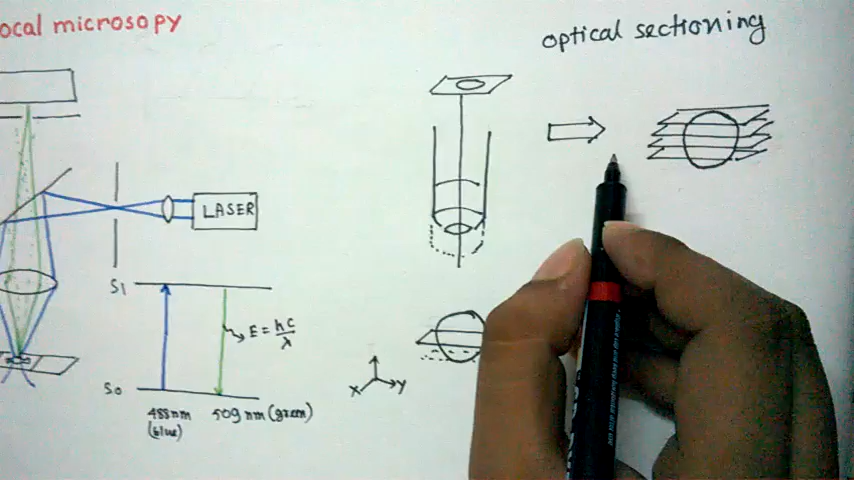 ocal microsopy
optical sectioning
LASER
S1
E = hc/λ
S0
488nm
(blue)
509 nm (green)
X
Y